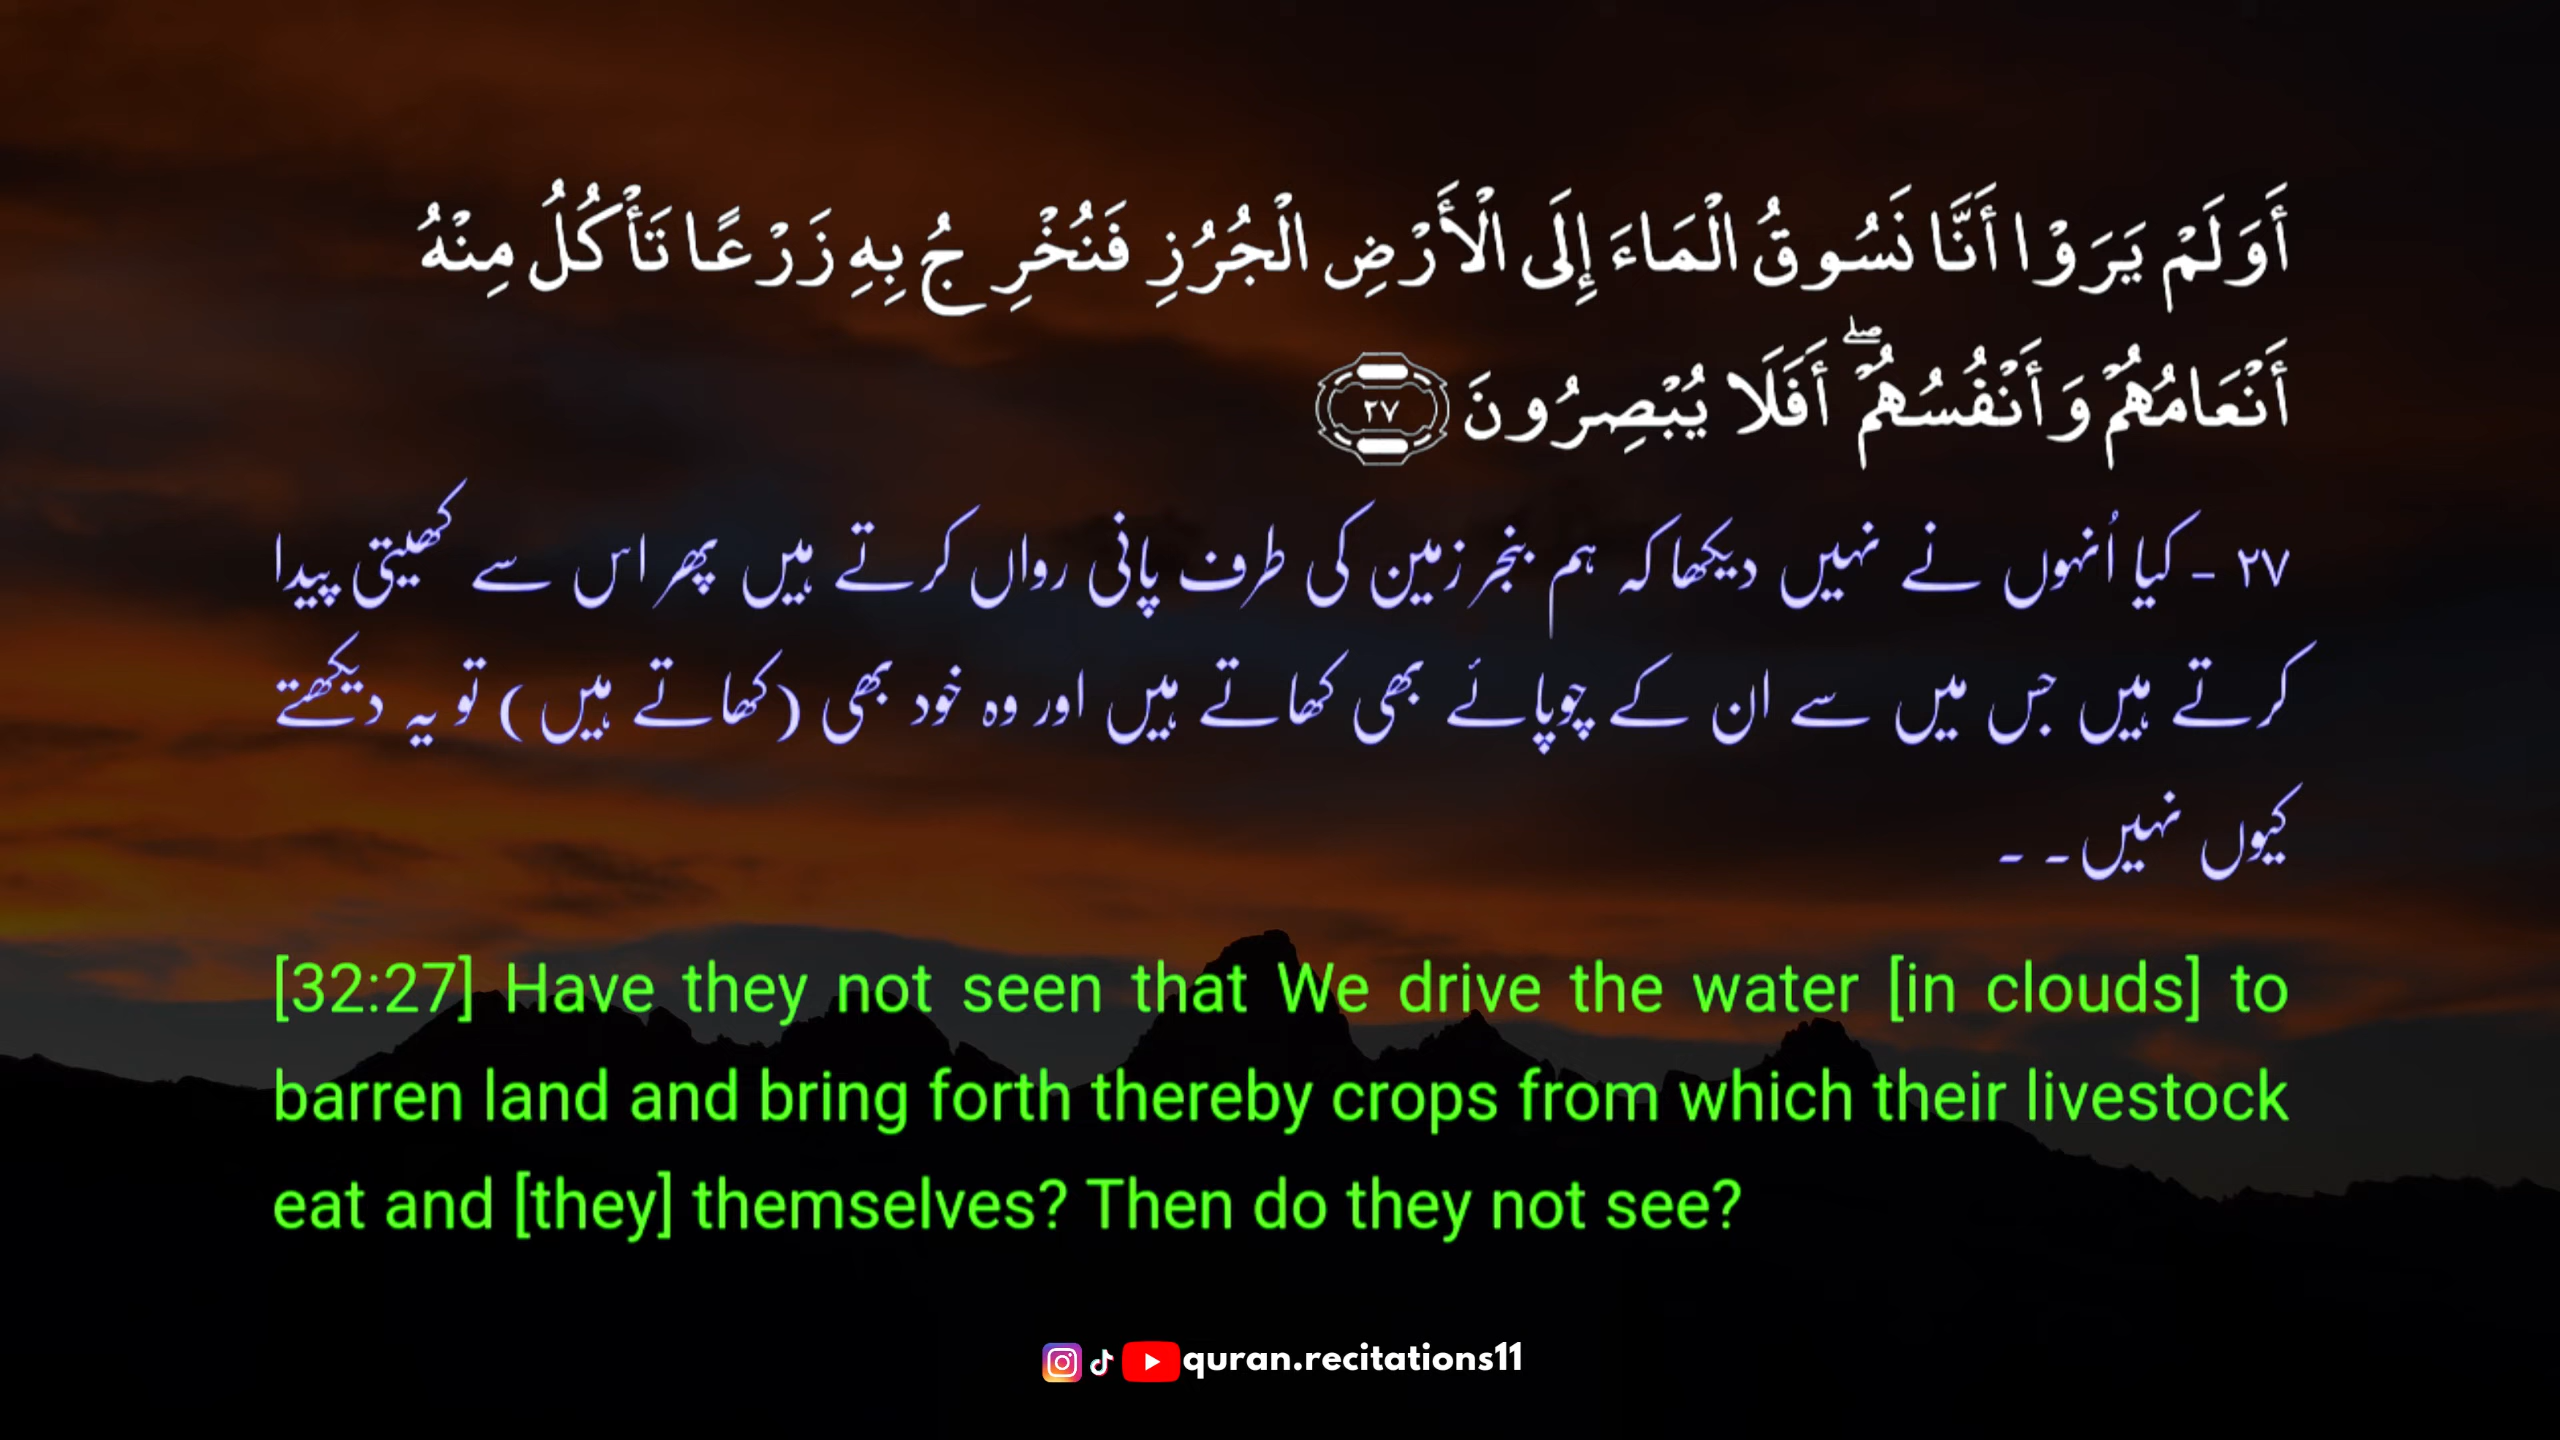 أَوَلَمْ يَرَوْا أَنَّا نَسُوقُ الْمَاءَ إِلَى الْأَرْضِ الْجُرُزِ فَنُخْرِجُ بِهِ زَرْعًا تَأْكُلُ مِنْهُ
أَنْعَامُهُمْ وَأَنْفُسُهُمْ ۖ أَفَلَا يُبْصِرُونَ ٢٧
۲۷ ۔ کیا اُنہوں نے نہیں دیکھا کہ ہم بنجر زمین کی طرف پانی رواں کرتے ہیں پھر اس سے کھیتی پیدا
کرتے ہیں جس میں سے ان کے چوپائے بھی کھاتے ہیں اور وہ خود بھی (کھاتے ہیں) تو یہ دیکھتے
کیوں نہیں۔ ۔
[32:27] Have they not seen that We drive the water [in clouds] to
barren land and bring forth thereby crops from which their livestock
eat and [they] themselves? Then do they not see?
quran.recitations11